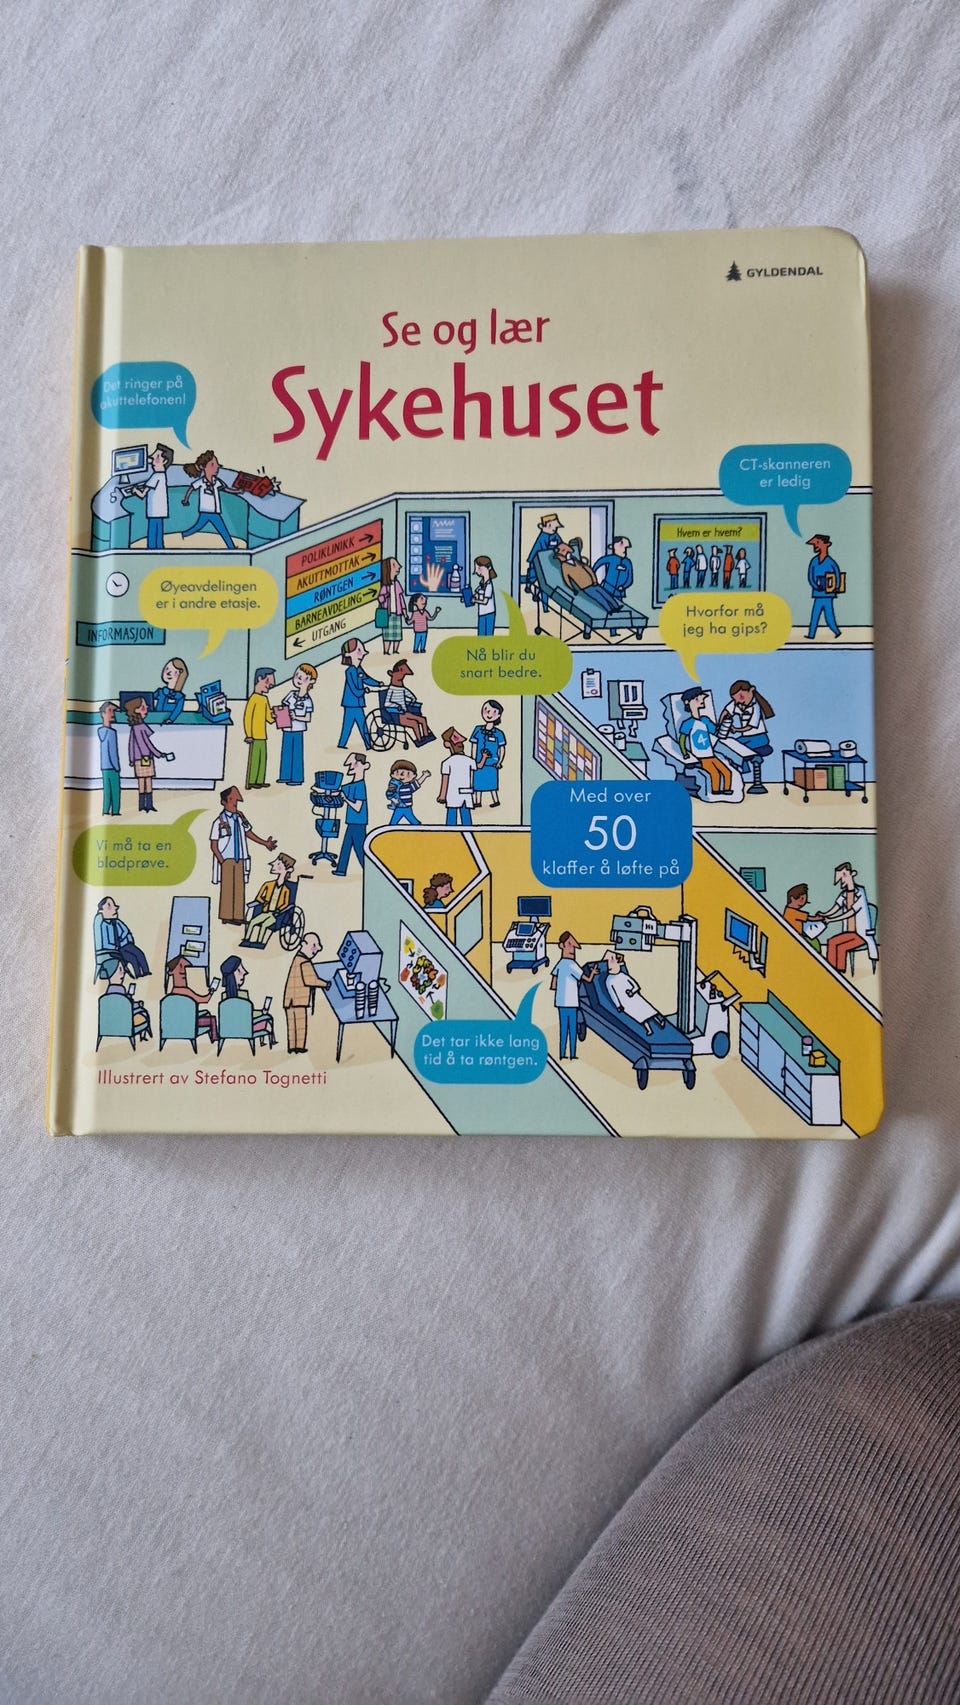 GYLDENDAL
Se og lær
Sykehuset
Det ringer på
akuttelefonen!
CT-skanneren
er ledig
Hvem er hvem?
POLIKLINIKK
AKUTTMOTTAK
RØNTGEN
BARNEAVDELING
UTGANG
Øyeavdelingen
er i andre etasje.
INFORMASJON
Hvorfor må
jeg ha gips?
Nå blir du
snart bedre.
Med over
50
klaffer å løfte på
Vi må ta en
blodprøve.
Det tar ikke lang
tid å ta røntgen.
Illustrert av Stefano Tognetti